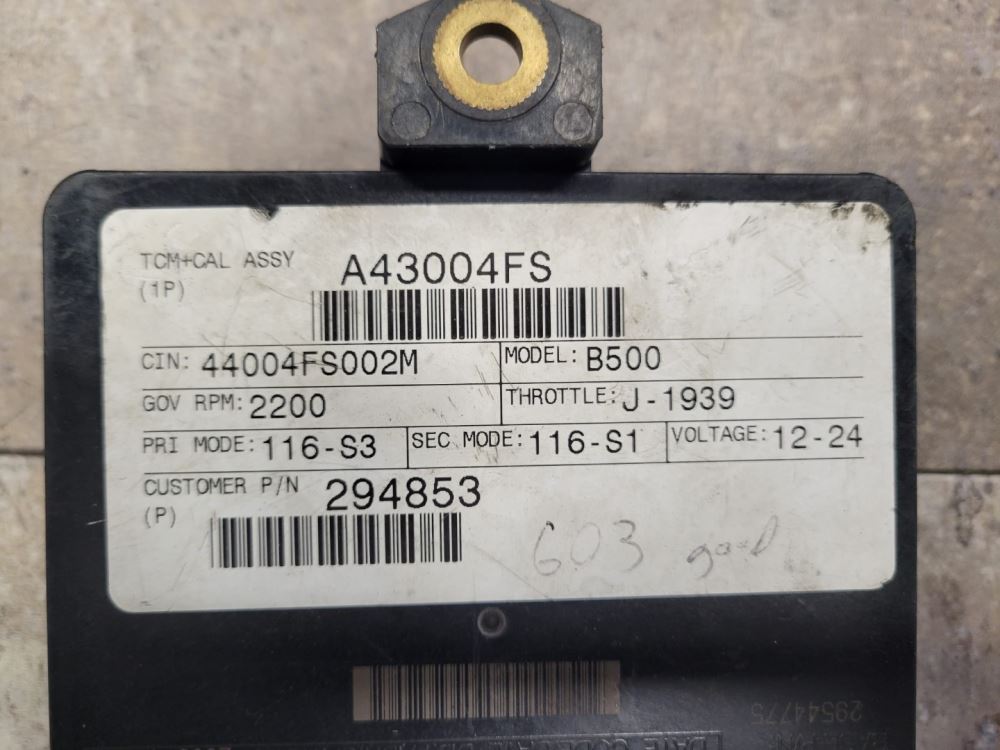 TCM+CAL ASSY A43004FS
(1P)
CIN: 44004FS002M MODEL: B500
GOV RPM: 2200 THROTTLE: J-1939
PRI MODE: 116-S3 SEC MODE: 116-S1 VOLTAGE: 12-24
CUSTOMER P/N 294853
(P)
603 good
29544775